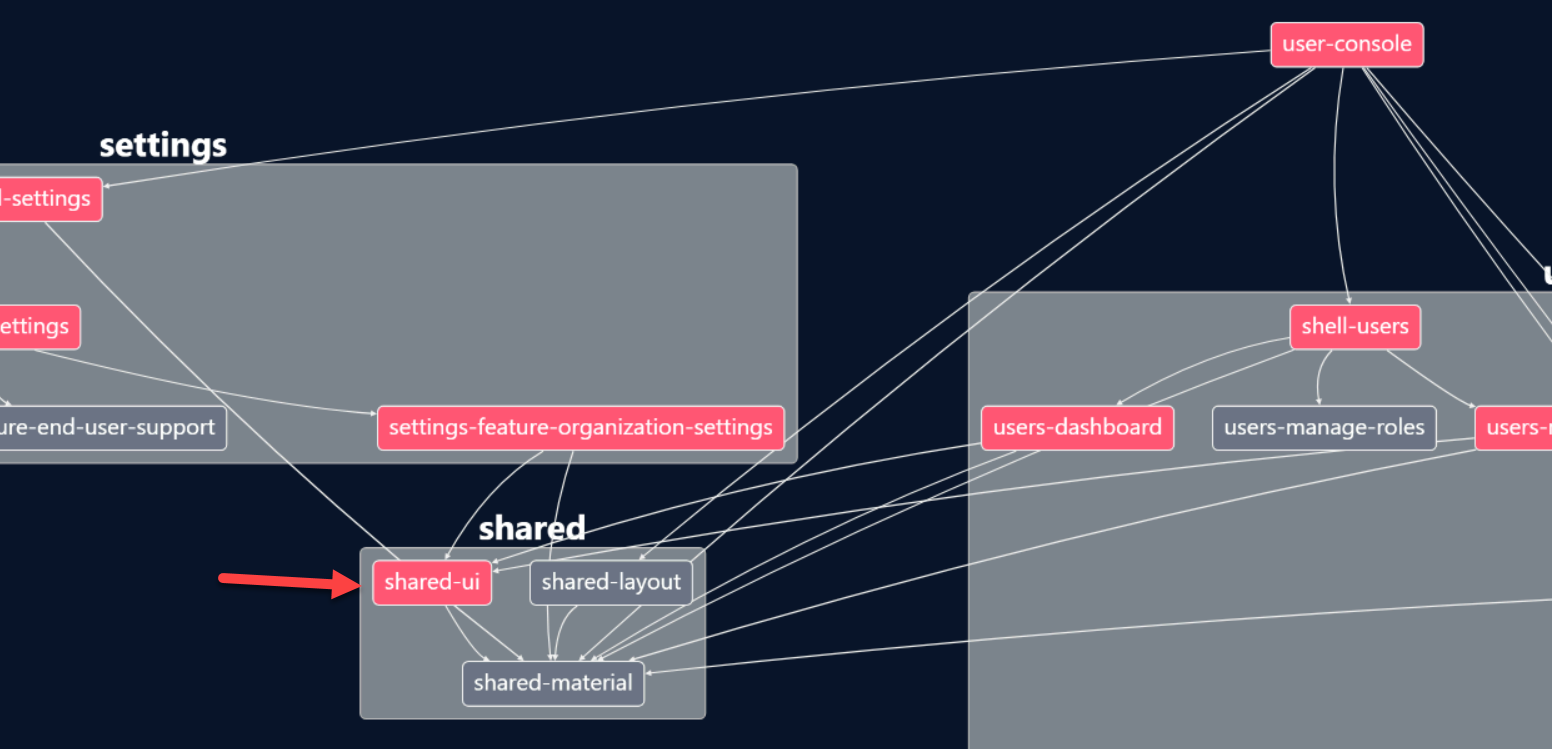 user-console
settings
l-settings
ettings
shell-users
ure-end-user-support
settings-feature-organization-settings
users-dashboard
users-manage-roles
users-
shared
shared-ui
shared-layout
shared-material